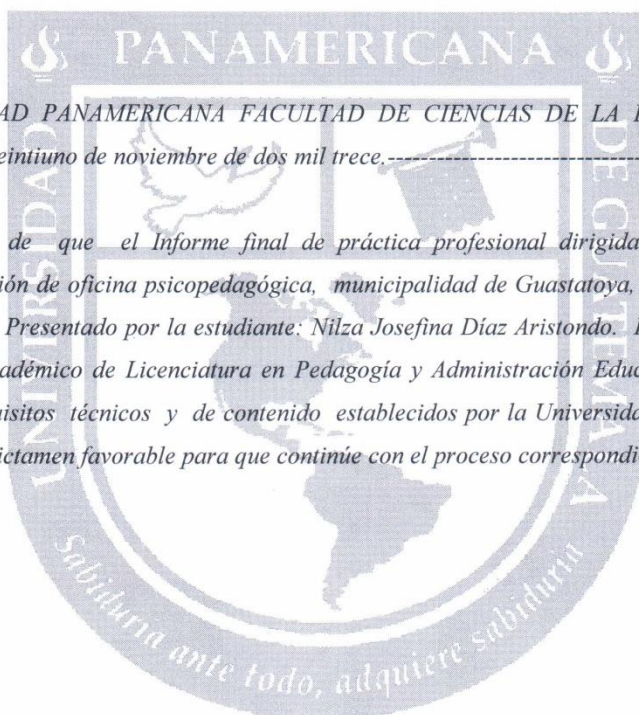 PANAMERICANA
UNIVERSIDAD
DE GUATEMALA
AD PANAMERICANA FACULTAD DE CIENCIAS DE LA
eintiuno de noviembre de dos mil trece.-----------------------------
de que el Informe final de práctica profesional dirigida
ión de oficina psicopedagógica, municipalidad de Guastatoya,
Presentado por la estudiante: Nilza Josefina Díaz Aristondo.
adémico de Licenciatura en Pedagogía y Administración Educ
uisitos técnicos y de contenido establecidos por la Universida
ictamen favorable para que continúe con el proceso correspondi
Sabiduría ante todo, adquiere sabiduría